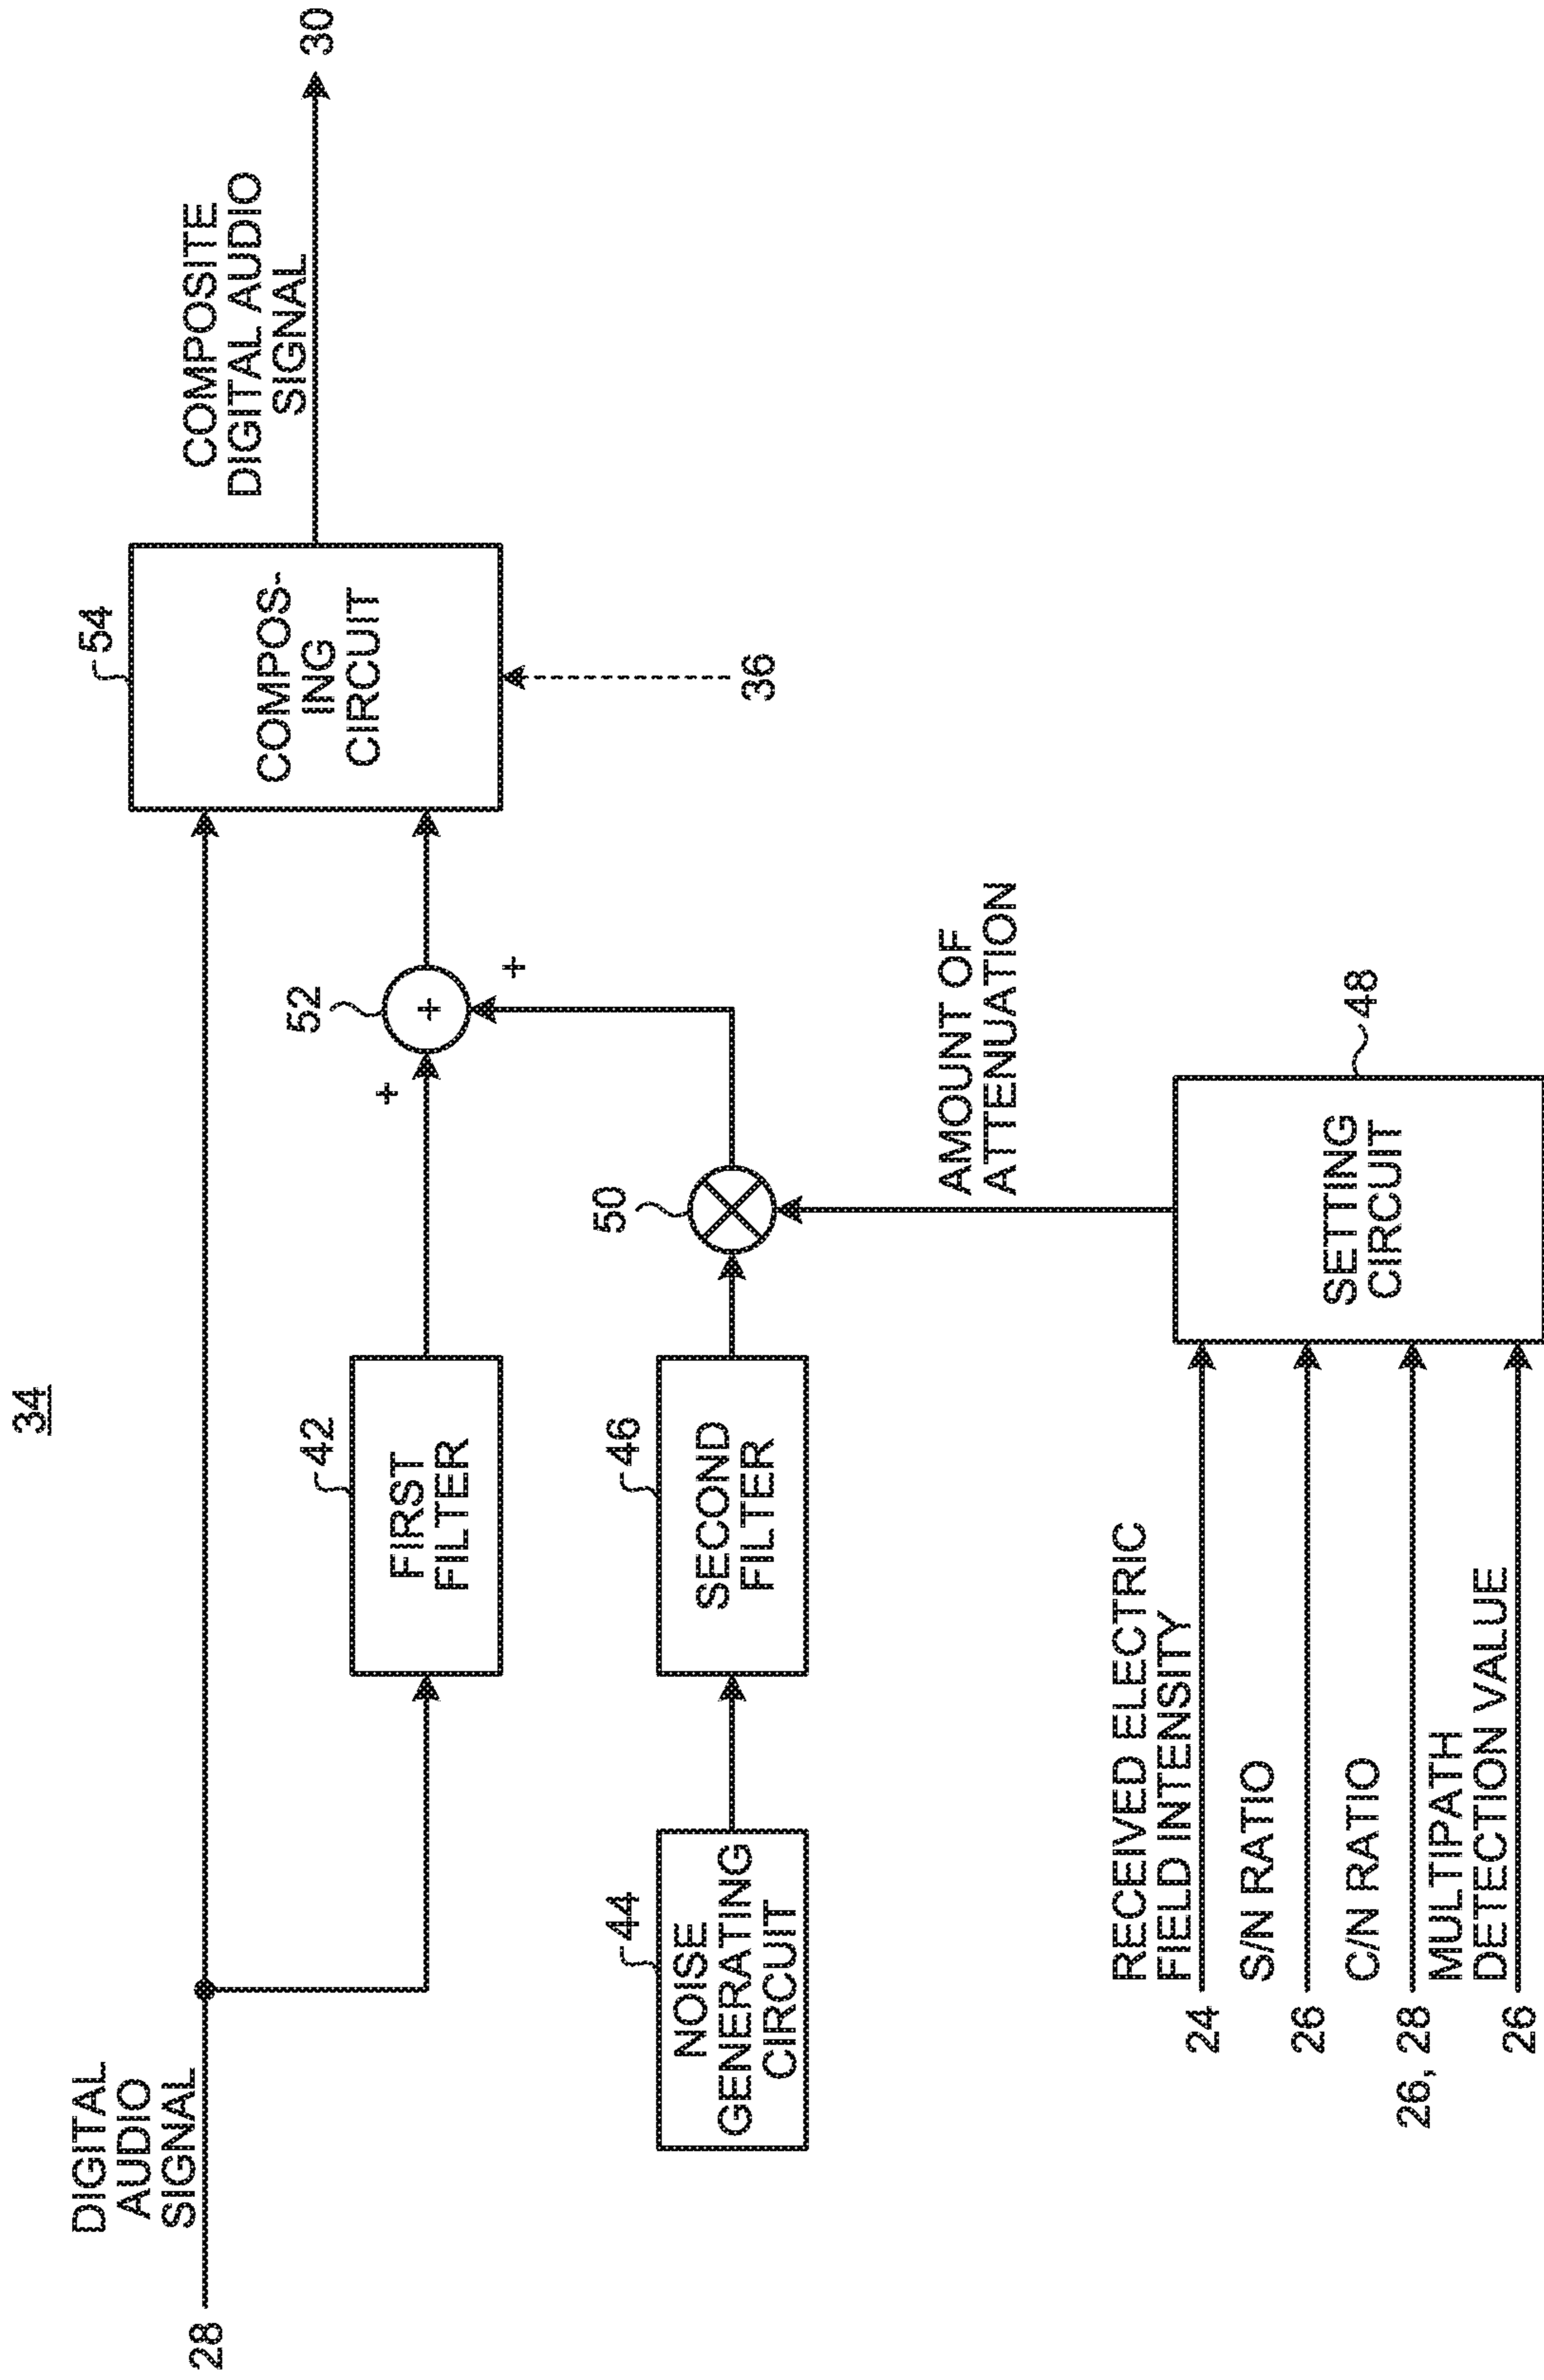 34
28
DIGITAL
AUDIO
SIGNAL
COMPOSITE
DIGITAL AUDIO
SIGNAL
30
54
COMPOS-
ING
CIRCUIT
36
42
FIRST
FILTER
52
+
+
+
44
NOISE
GENERATING
CIRCUIT
46
SECOND
FILTER
50
AMOUNT OF
ATTENUATION
48
SETTING
CIRCUIT
RECEIVED ELECTRIC
FIELD INTENSITY
24
S/N RATIO
26
C/N RATIO
26, 28
MULTIPATH
DETECTION VALUE
26